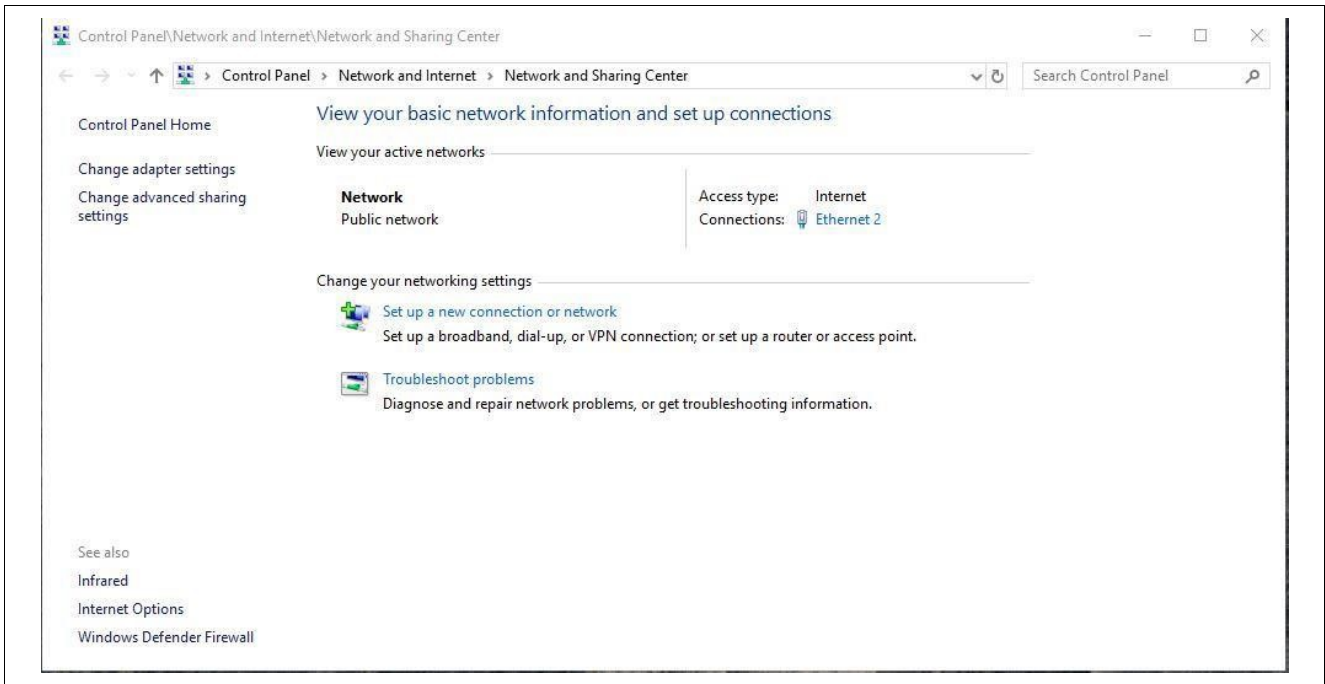 Control Panel\Network and Internet\Network and Sharing Center
Control Panel > Network and Internet > Network and Sharing Center
Search Control Panel
Control Panel Home
Change adapter settings
Change advanced sharing
settings
View your basic network information and set up connections
View your active networks
Network
Public network
Access type: Internet
Connections: Ethernet 2
Change your networking settings
Set up a new connection or network
Set up a broadband, dial-up, or VPN connection; or set up a router or access point.
Troubleshoot problems
Diagnose and repair network problems, or get troubleshooting information.
See also
Infrared
Internet Options
Windows Defender Firewall